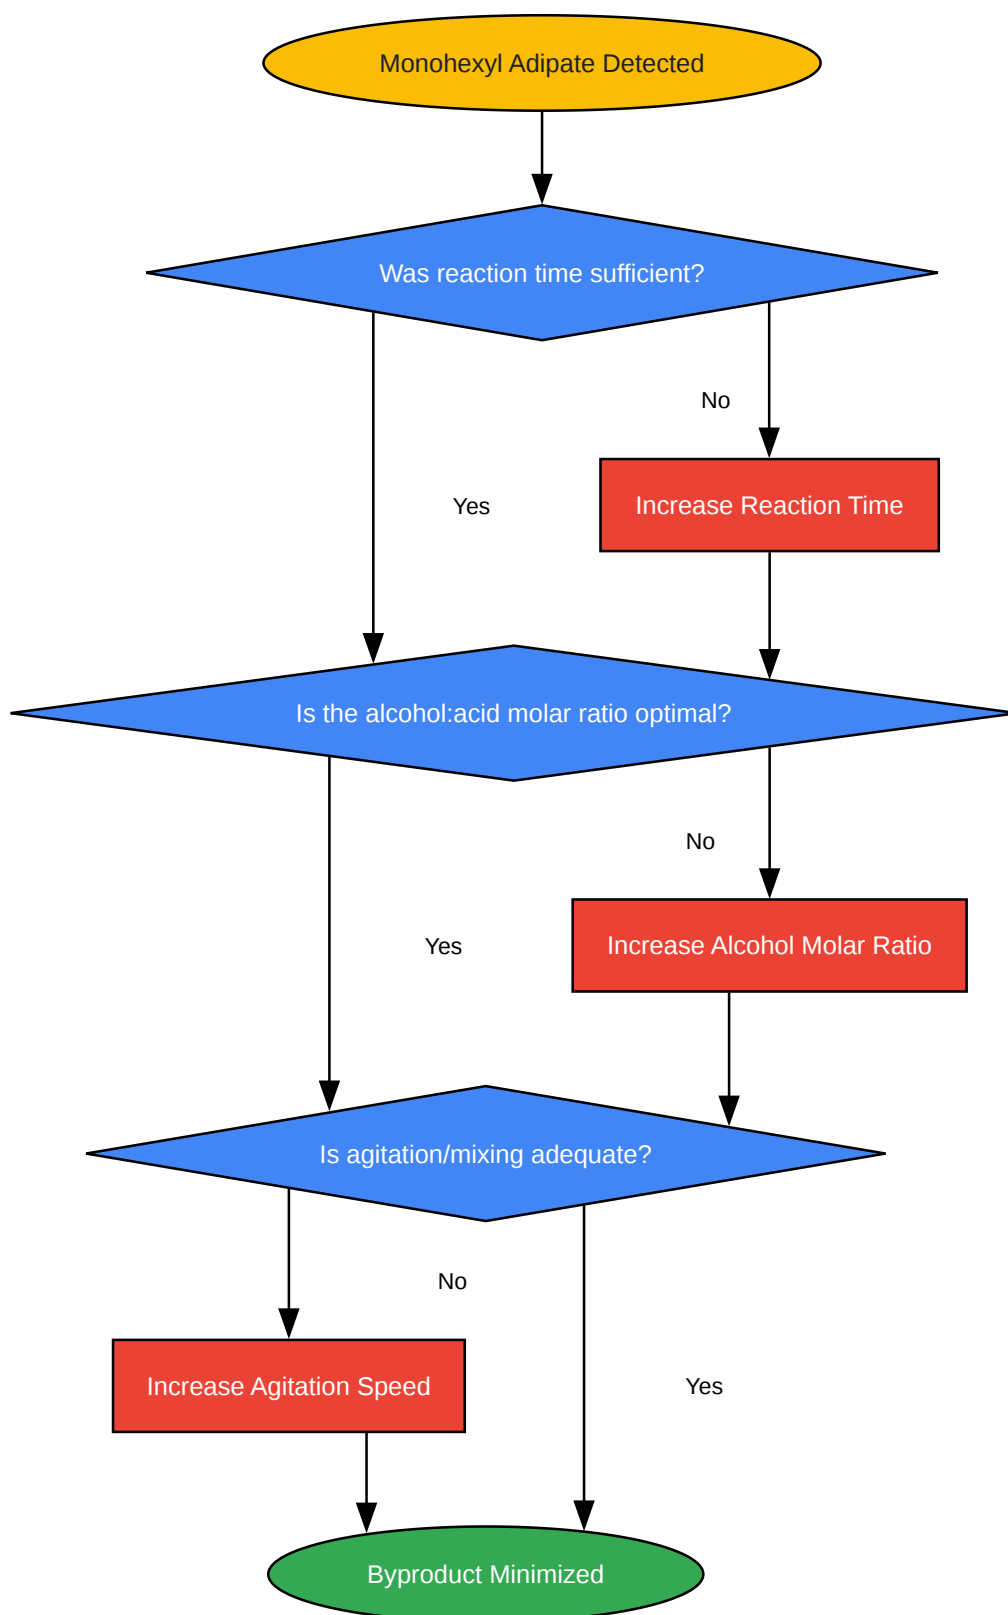 Monohexyl Adipate Detected
Was reaction time sufficient?
No
Yes
Increase Reaction Time
Is the alcohol:acid molar ratio optimal?
No
Yes
Increase Alcohol Molar Ratio
Is agitation/mixing adequate?
No
Increase Agitation Speed
Yes
Byproduct Minimized